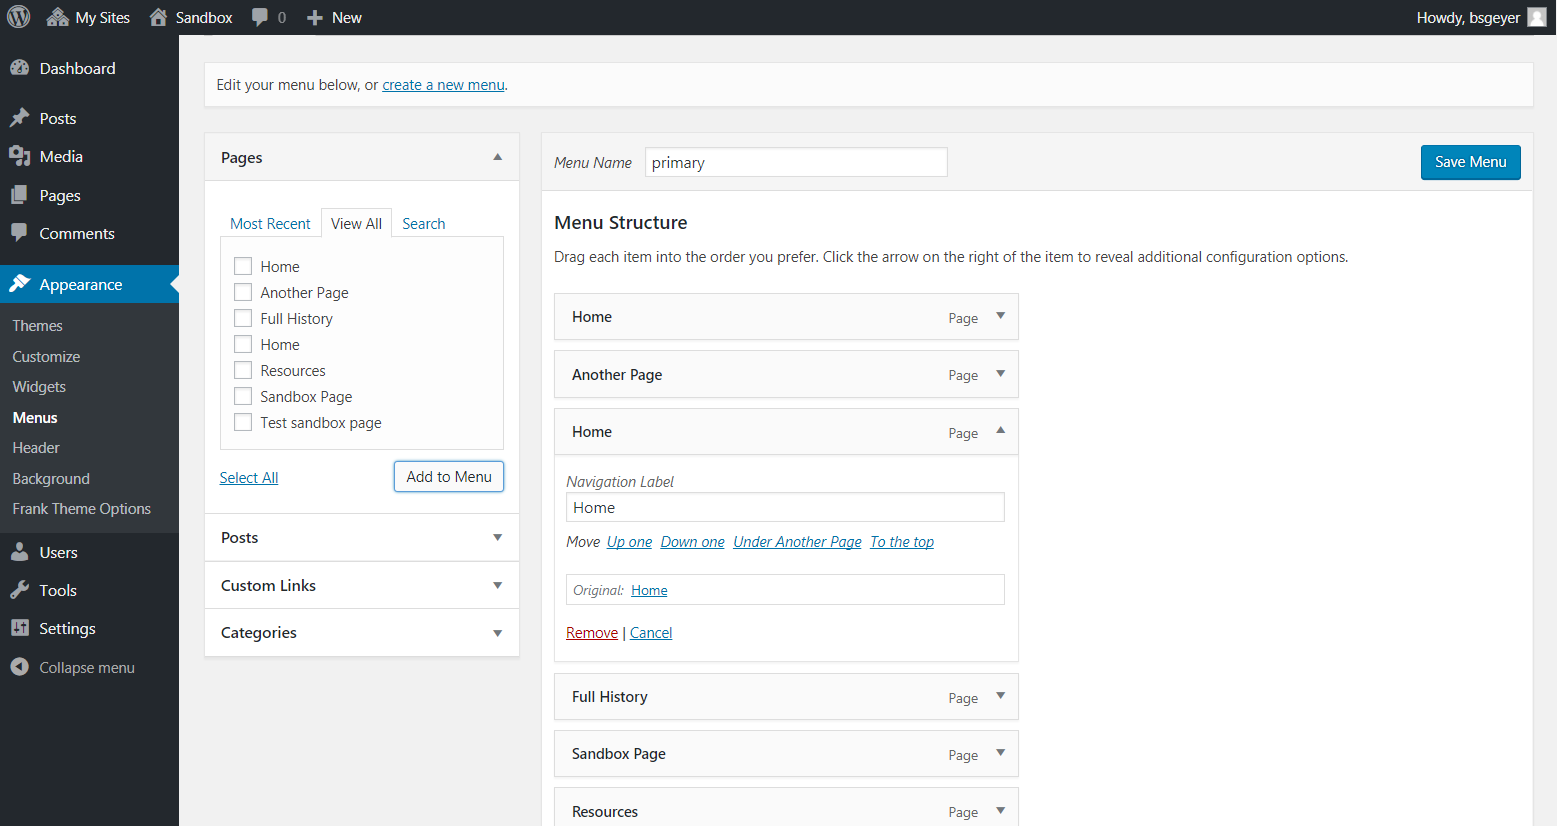 My Sites Sandbox 0 New Howdy, bsgeyer
Dashboard
Posts
Media
Pages
Comments
Appearance
Themes
Customize
Widgets
Menus
Header
Background
Frank Theme Options
Users
Tools
Settings
Collapse menu
Edit your menu below, or create a new menu.
Pages
Most Recent View All Search
Home
Another Page
Full History
Home
Resources
Sandbox Page
Test sandbox page
Select All Add to Menu
Posts
Custom Links
Categories
Menu Name primary Save Menu
Menu Structure
Drag each item into the order you prefer. Click the arrow on the right of the item to reveal additional configuration options.
Home Page
Another Page Page
Home Page
Navigation Label
Home
Move Up one Down one Under Another Page To the top
Original: Home
Remove | Cancel
Full History Page
Sandbox Page Page
Resources Page